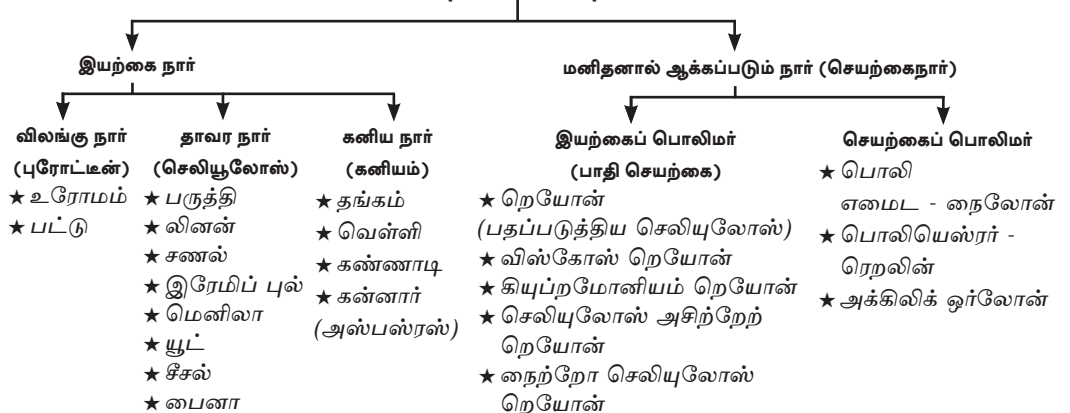 இயற்கை நார்
மனிதனால் ஆக்கப்படும் நார் (செயற்கைநார்)
விலங்கு நார்
(புரோட்டீன்)
★ உரோமம்
★ பட்டு
தாவர நார்
(செலியூலோஸ்)
★ பருத்தி
★ லினன்
★ சணல்
★ இரேமிப் புல்
★ மெனிலா
★ யூட்
★ சீசல்
★ பைனா
கனிய நார்
(கனியம்)
★ தங்கம்
★ வெள்ளி
★ கண்ணாடி
★ கன்னார்
(அஸ்பஸ்ரஸ்)
இயற்கைப் பொலிமர்
(பாதி செயற்கை)
★ றெயோன்
(பதப்படுத்திய செலியுலோஸ்)
★ விஸ்கோஸ் றெயோன்
★ கியுப்றமோனியம் றெயோன்
★ செலியுலோஸ் அசிற்றேற்
றெயோன்
★ நைற்றோ செலியுலோஸ்
றெயோன்
செயற்கைப் பொலிமர்
★ பொலி
எமைட - நைலோன்
★ பொலியெஸ்ரர் -
ரெறலின்
★ அக்கிலிக் ஒர்லோன்